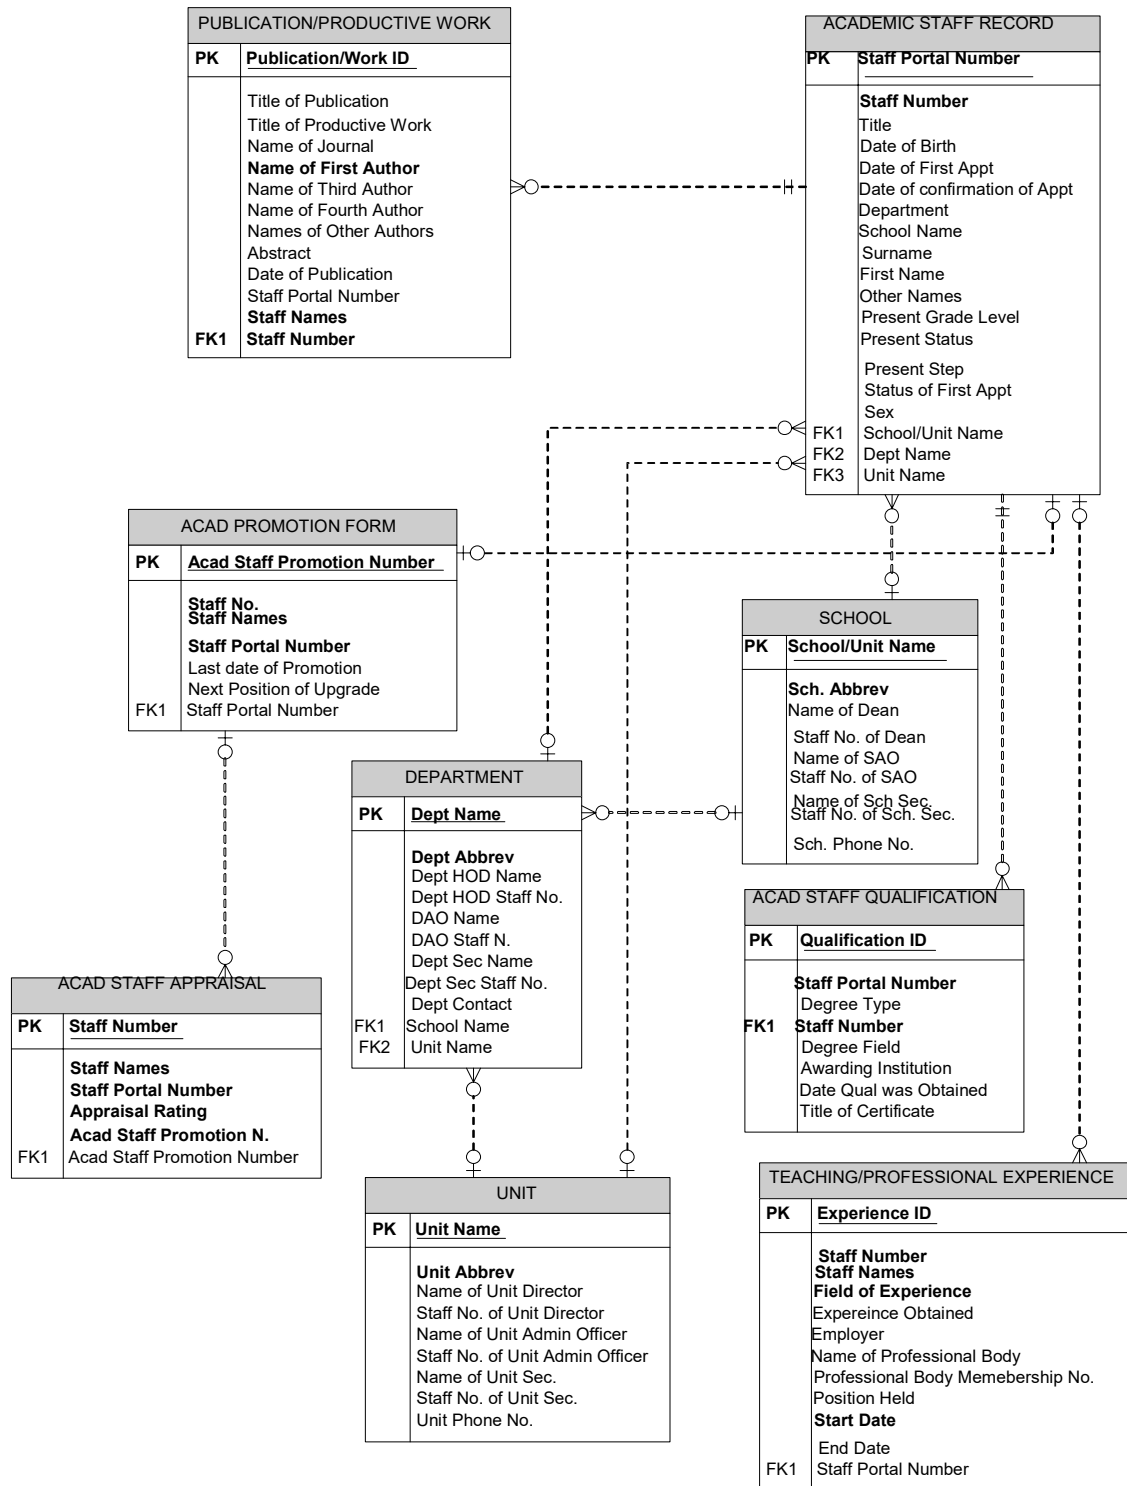 PUBLICATION/PRODUCTIVE WORK
PK Publication/Work ID
Title of Publication
Title of Productive Work
Name of Journal
Name of First Author
Name of Third Author
Name of Fourth Author
Names of Other Authors
Abstract
Date of Publication
Staff Portal Number
Staff Names
FK1 Staff Number
ACADEMIC STAFF RECORD
PK Staff Portal Number
Staff Number
Title
Date of Birth
Date of First Appt
Date of confirmation of Appt
Department
School Name
Surname
First Name
Other Names
Present Grade Level
Present Status
Present Step
Status of First Appt
Sex
FK1 School/Unit Name
FK2 Dept Name
FK3 Unit Name
ACAD PROMOTION FORM
PK Acad Staff Promotion Number
Staff No.
Staff Names
Staff Portal Number
Last date of Promotion
Next Position of Upgrade
FK1 Staff Portal Number
SCHOOL
PK School/Unit Name
Sch. Abbrev
Name of Dean
Staff No. of Dean
Name of SAO
Staff No. of SAO
Name of Sch Sec.
Staff No. of Sch. Sec.
Sch. Phone No.
DEPARTMENT
PK Dept Name
Dept Abbrev
Dept HOD Name
Dept HOD Staff No.
DAO Name
DAO Staff N.
Dept Sec Name
Dept Sec Staff No.
Dept Contact
FK1 School Name
FK2 Unit Name
ACAD STAFF QUALIFICATION
PK Qualification ID
Staff Portal Number
Degree Type
FK1 Staff Number
Degree Field
Awarding Institution
Date Qual was Obtained
Title of Certificate
ACAD STAFF APPRAISAL
PK Staff Number
Staff Names
Staff Portal Number
Appraisal Rating
Acad Staff Promotion N.
FK1 Acad Staff Promotion Number
UNIT
PK Unit Name
Unit Abbrev
Name of Unit Director
Staff No. of Unit Director
Name of Unit Admin Officer
Staff No. of Unit Admin Officer
Name of Unit Sec.
Staff No. of Unit Sec.
Unit Phone No.
TEACHING/PROFESSIONAL EXPERIENCE
PK Experience ID
Staff Number
Staff Names
Field of Experience
Expereince Obtained
Employer
Name of Professional Body
Professional Body Memebership No.
Position Held
Start Date
End Date
FK1 Staff Portal Number